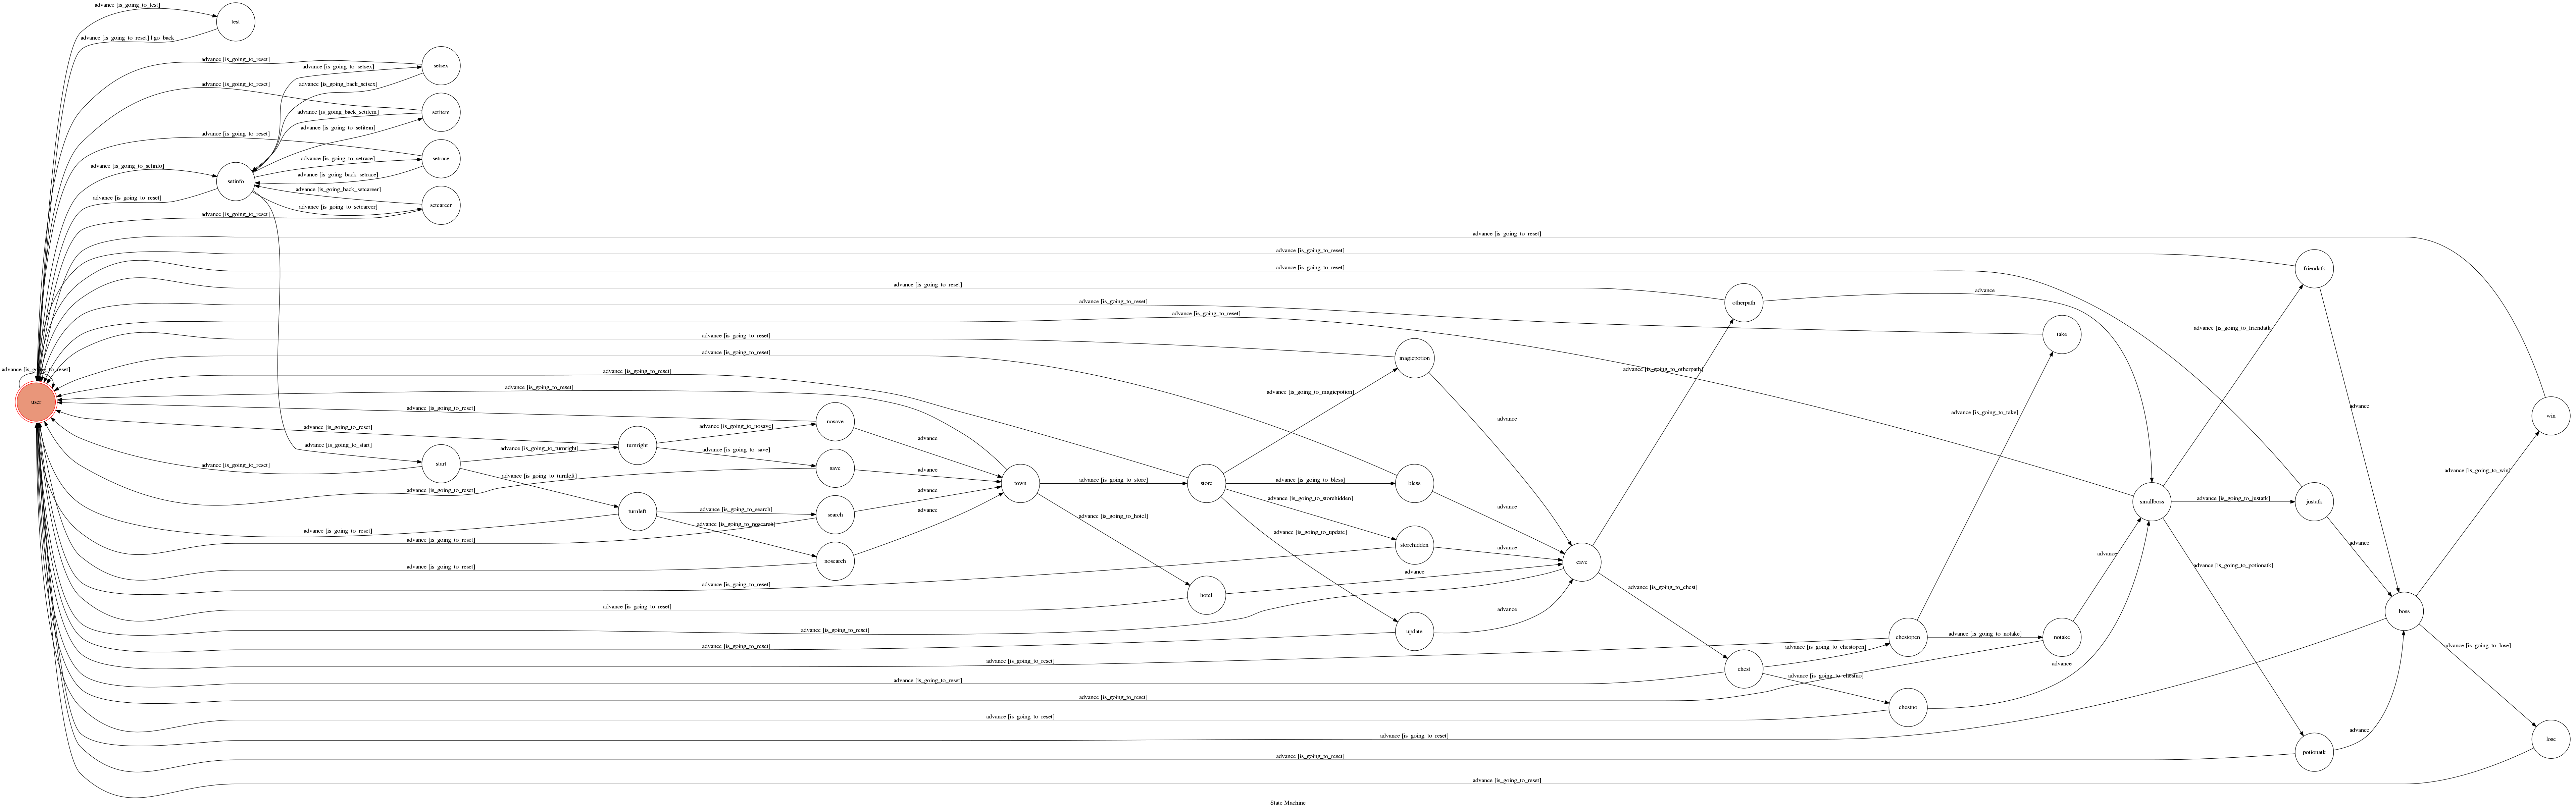 advance [is_going_to_test]
test
advance [is_going_to_reset] | go_back
advance [is_going_to_reset]
setsex
advance [is_going_to_setsex]
advance [is_going_back_setsex]
advance [is_going_to_reset]
setitem
advance [is_going_back_setitem]
advance [is_going_to_setitem]
advance [is_going_to_reset]
setrace
advance [is_going_to_setrace]
advance [is_going_to_setinfo]
advance [is_going_back_setrace]
setinfo
advance [is_going_back_setcareer]
advance [is_going_to_reset]
setcareer
advance [is_going_to_setcareer]
advance [is_going_to_reset]
advance [is_going_to_reset]
advance [is_going_to_reset]
friendatk
advance [is_going_to_reset]
advance [is_going_to_reset]
advance
otherpath
advance [is_going_to_reset]
advance [is_going_to_reset]
advance [is_going_to_friendatk]
take
advance [is_going_to_reset]
advance [is_going_to_reset]
magicpotion
advance [is_going_to_otherpath]
advance [is_going_to_reset]
advance [is_going_to_reset]
advance [is_going_to_reset]
user
advance [is_going_to_reset]
advance [is_going_to_magicpotion]
advance
advance [is_going_to_reset]
advance [is_going_to_take]
win
advance
nosave
advance [is_going_to_nosave]
advance [is_going_to_reset]
advance
turnright
advance [is_going_to_start]
advance [is_going_to_turnright]
advance [is_going_to_save]
start
advance [is_going_to_reset]
save
advance
advance [is_going_to_win]
advance [is_going_to_turnleft]
town
advance [is_going_to_store]
store
advance [is_going_to_bless]
bless
advance [is_going_to_reset]
advance
advance [is_going_to_storehidden]
smallboss
advance [is_going_to_justatk]
justatk
advance
turnleft
advance [is_going_to_search]
search
advance
advance [is_going_to_hotel]
advance [is_going_to_nosearch]
advance [is_going_to_reset]
advance [is_going_to_update]
advance [is_going_to_reset]
storehidden
advance
advance
advance
nosearch
cave
advance [is_going_to_reset]
advance
advance [is_going_to_potionatk]
advance [is_going_to_reset]
advance [is_going_to_chest]
hotel
advance [is_going_to_reset]
advance
boss
advance [is_going_to_reset]
update
chestopen
advance [is_going_to_notake]
notake
advance [is_going_to_reset]
advance [is_going_to_chestopen]
advance [is_going_to_lose]
advance [is_going_to_reset]
advance
chest
advance [is_going_to_chestno]
advance [is_going_to_reset]
advance [is_going_to_reset]
chestno
advance [is_going_to_reset]
advance
advance [is_going_to_reset]
lose
potionatk
advance [is_going_to_reset]
advance [is_going_to_reset]
State Machine